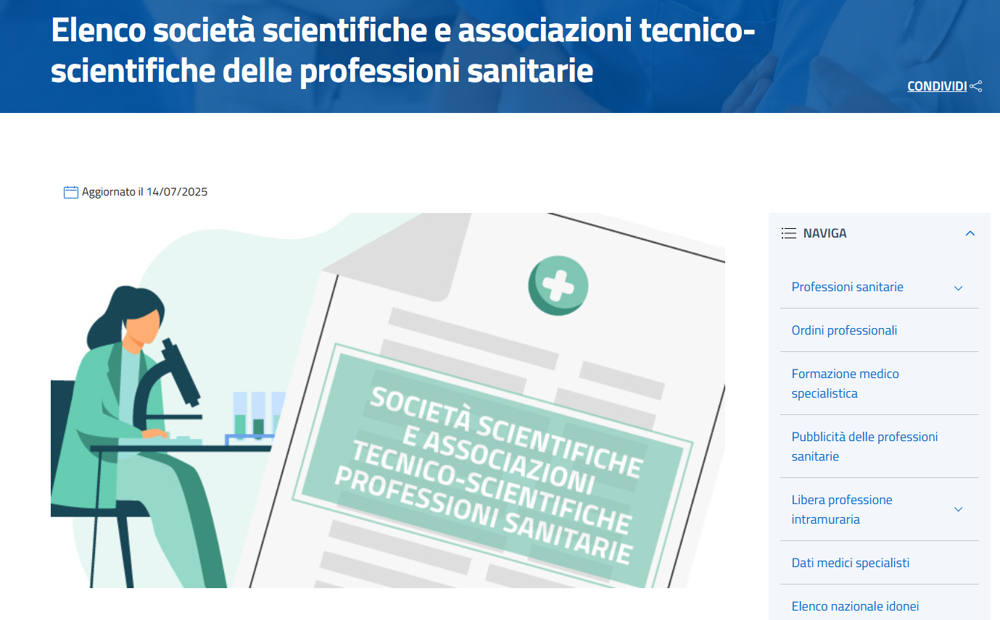 Elenco società scientifiche e associazioni tecnico-
scientifiche delle professioni sanitarie
CONDIVIDI
Aggiornato il 14/07/2025
SOCIETÀ SCIENTIFICHE
E ASSOCIAZIONI
TECNICO-SCIENTIFICHE
PROFESSIONI SANITARIE
NAVIGA
Professioni sanitarie
Ordini professionali
Formazione medico
specialistica
Pubblicità delle professioni
sanitarie
Libera professione
intramuraria
Dati medici specialisti
Elenco nazionale idonei